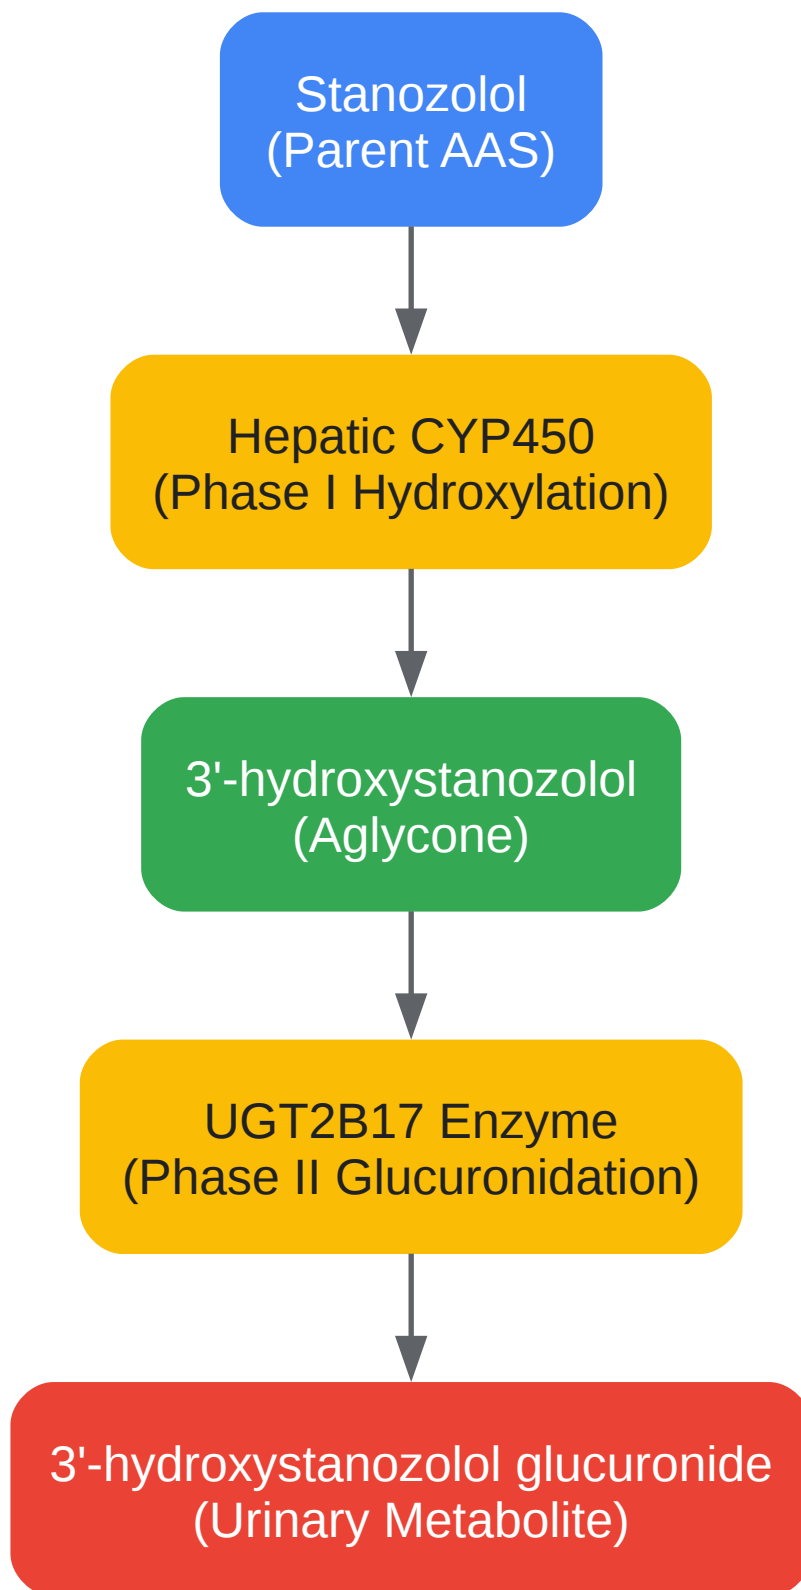 Stanozolol
(Parent AAS)
Hepatic CYP450
(Phase I Hydroxylation)
3'-hydroxystanozolol
(Aglycone)
UGT2B17 Enzyme
(Phase II Glucuronidation)
3'-hydroxystanozolol glucuronide
(Urinary Metabolite)